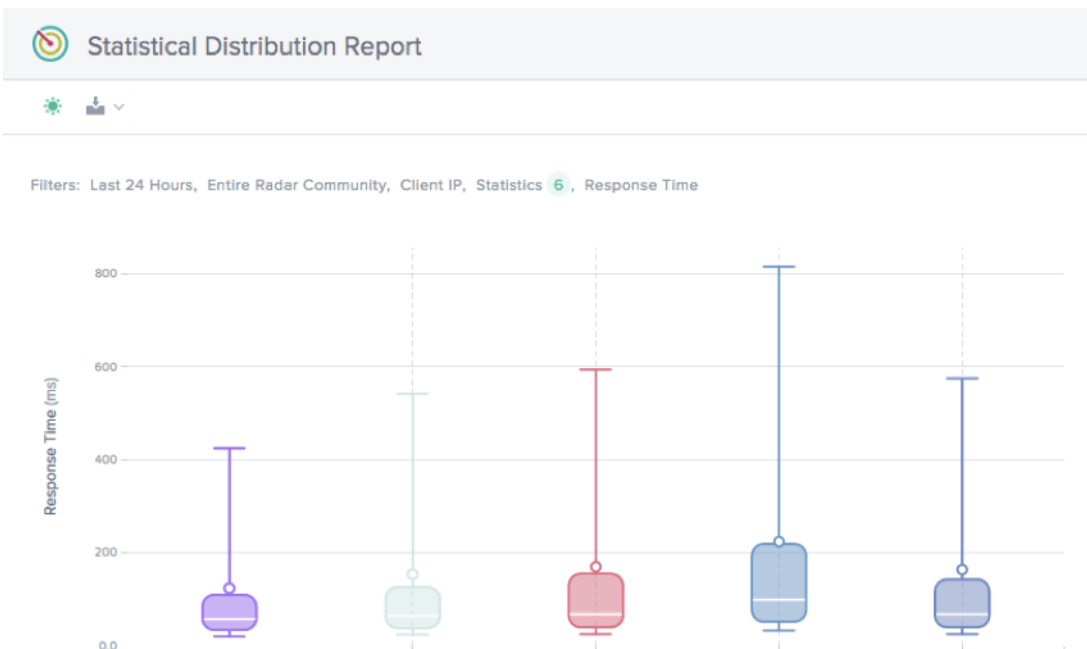 Statistical Distribution Report
Filters: Last 24 Hours, Entire Radar Community, Client IP, Statistics 6 , Response Time
800
600
Response Time (ms)
400
200
0.0